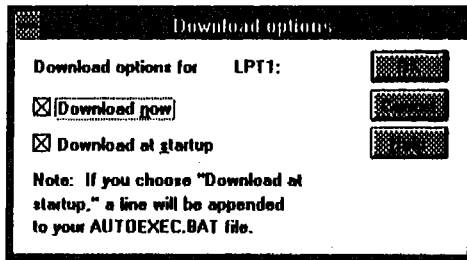 Download options
Download options for LPT1:
Download now
Download at startup
Note: If you choose "Download at
startup," a line will be appended
to your AUTOEXEC.BAT file.